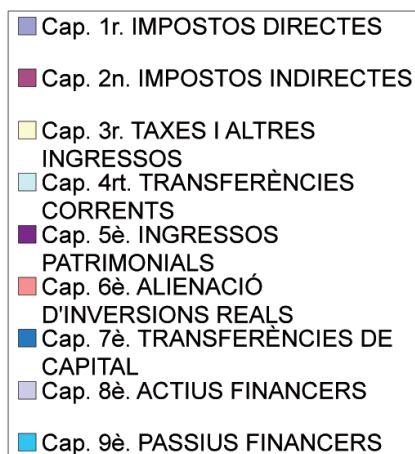 Cap. 1r. IMPOSTOS DIRECTES
Cap. 2n. IMPOSTOS INDIRECTES
Cap. 3r. TAXES I ALTRES
INGRESSOS
Cap. 4rt. TRANSFERÈNCIES
CORRENTS
Cap. 5è. INGRESSOS
PATRIMONIALS
Cap. 6è. ALIENACIÓ
D'INVERSIONS REALS
Cap. 7è. TRANSFERÈNCIES DE
CAPITAL
Cap. 8è. ACTIUS FINANCERS
Cap. 9è. PASSIUS FINANCERS